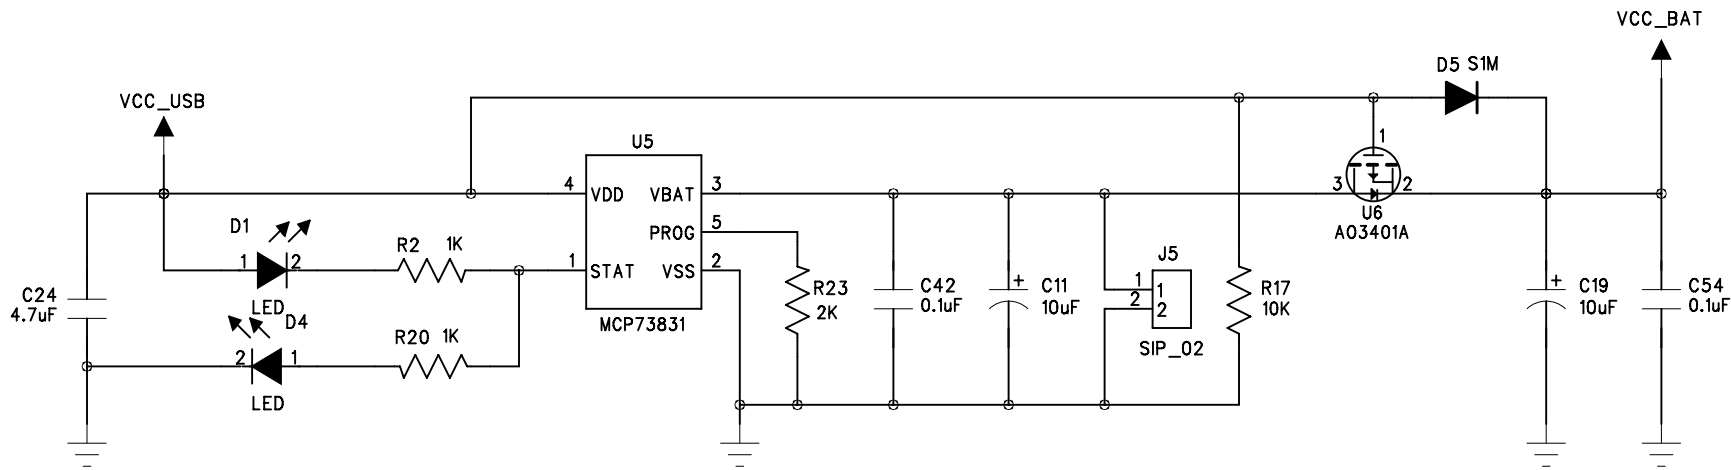 VCC_BAT
D5 S1M
VCC_USB
U5
1
4 VDD VBAT 3
3 2
U6
AO3401A
D1
R2 1K
PROG 5
1 2
1 STAT VSS 2
J5
LED
D4
C24
4.7uF
R23
2K
C42
0.1uF
+ C11
10uF
1 1
2 2
R17
10K
+ C19
10uF
C54
0.1uF
MCP73831
R20 1K
SIP_02
2 1
LED